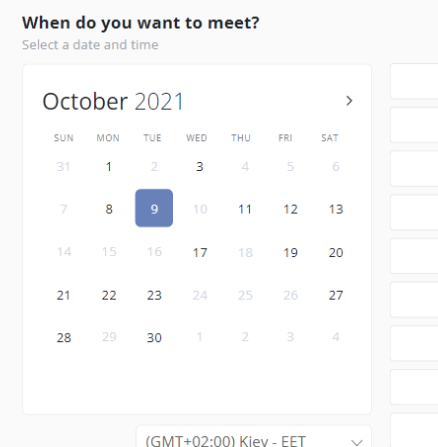 When do you want to meet?
Select a date and time
October 2021 >
SUN MON TUE WED THU FRI SAT
31 1 2 3 4 5 6
7 8 9 10 11 12 13
14 15 16 17 18 19 20
21 22 23 24 25 26 27
28 29 30 1 2 3 4
(GMT+02:00) Kiev - EET